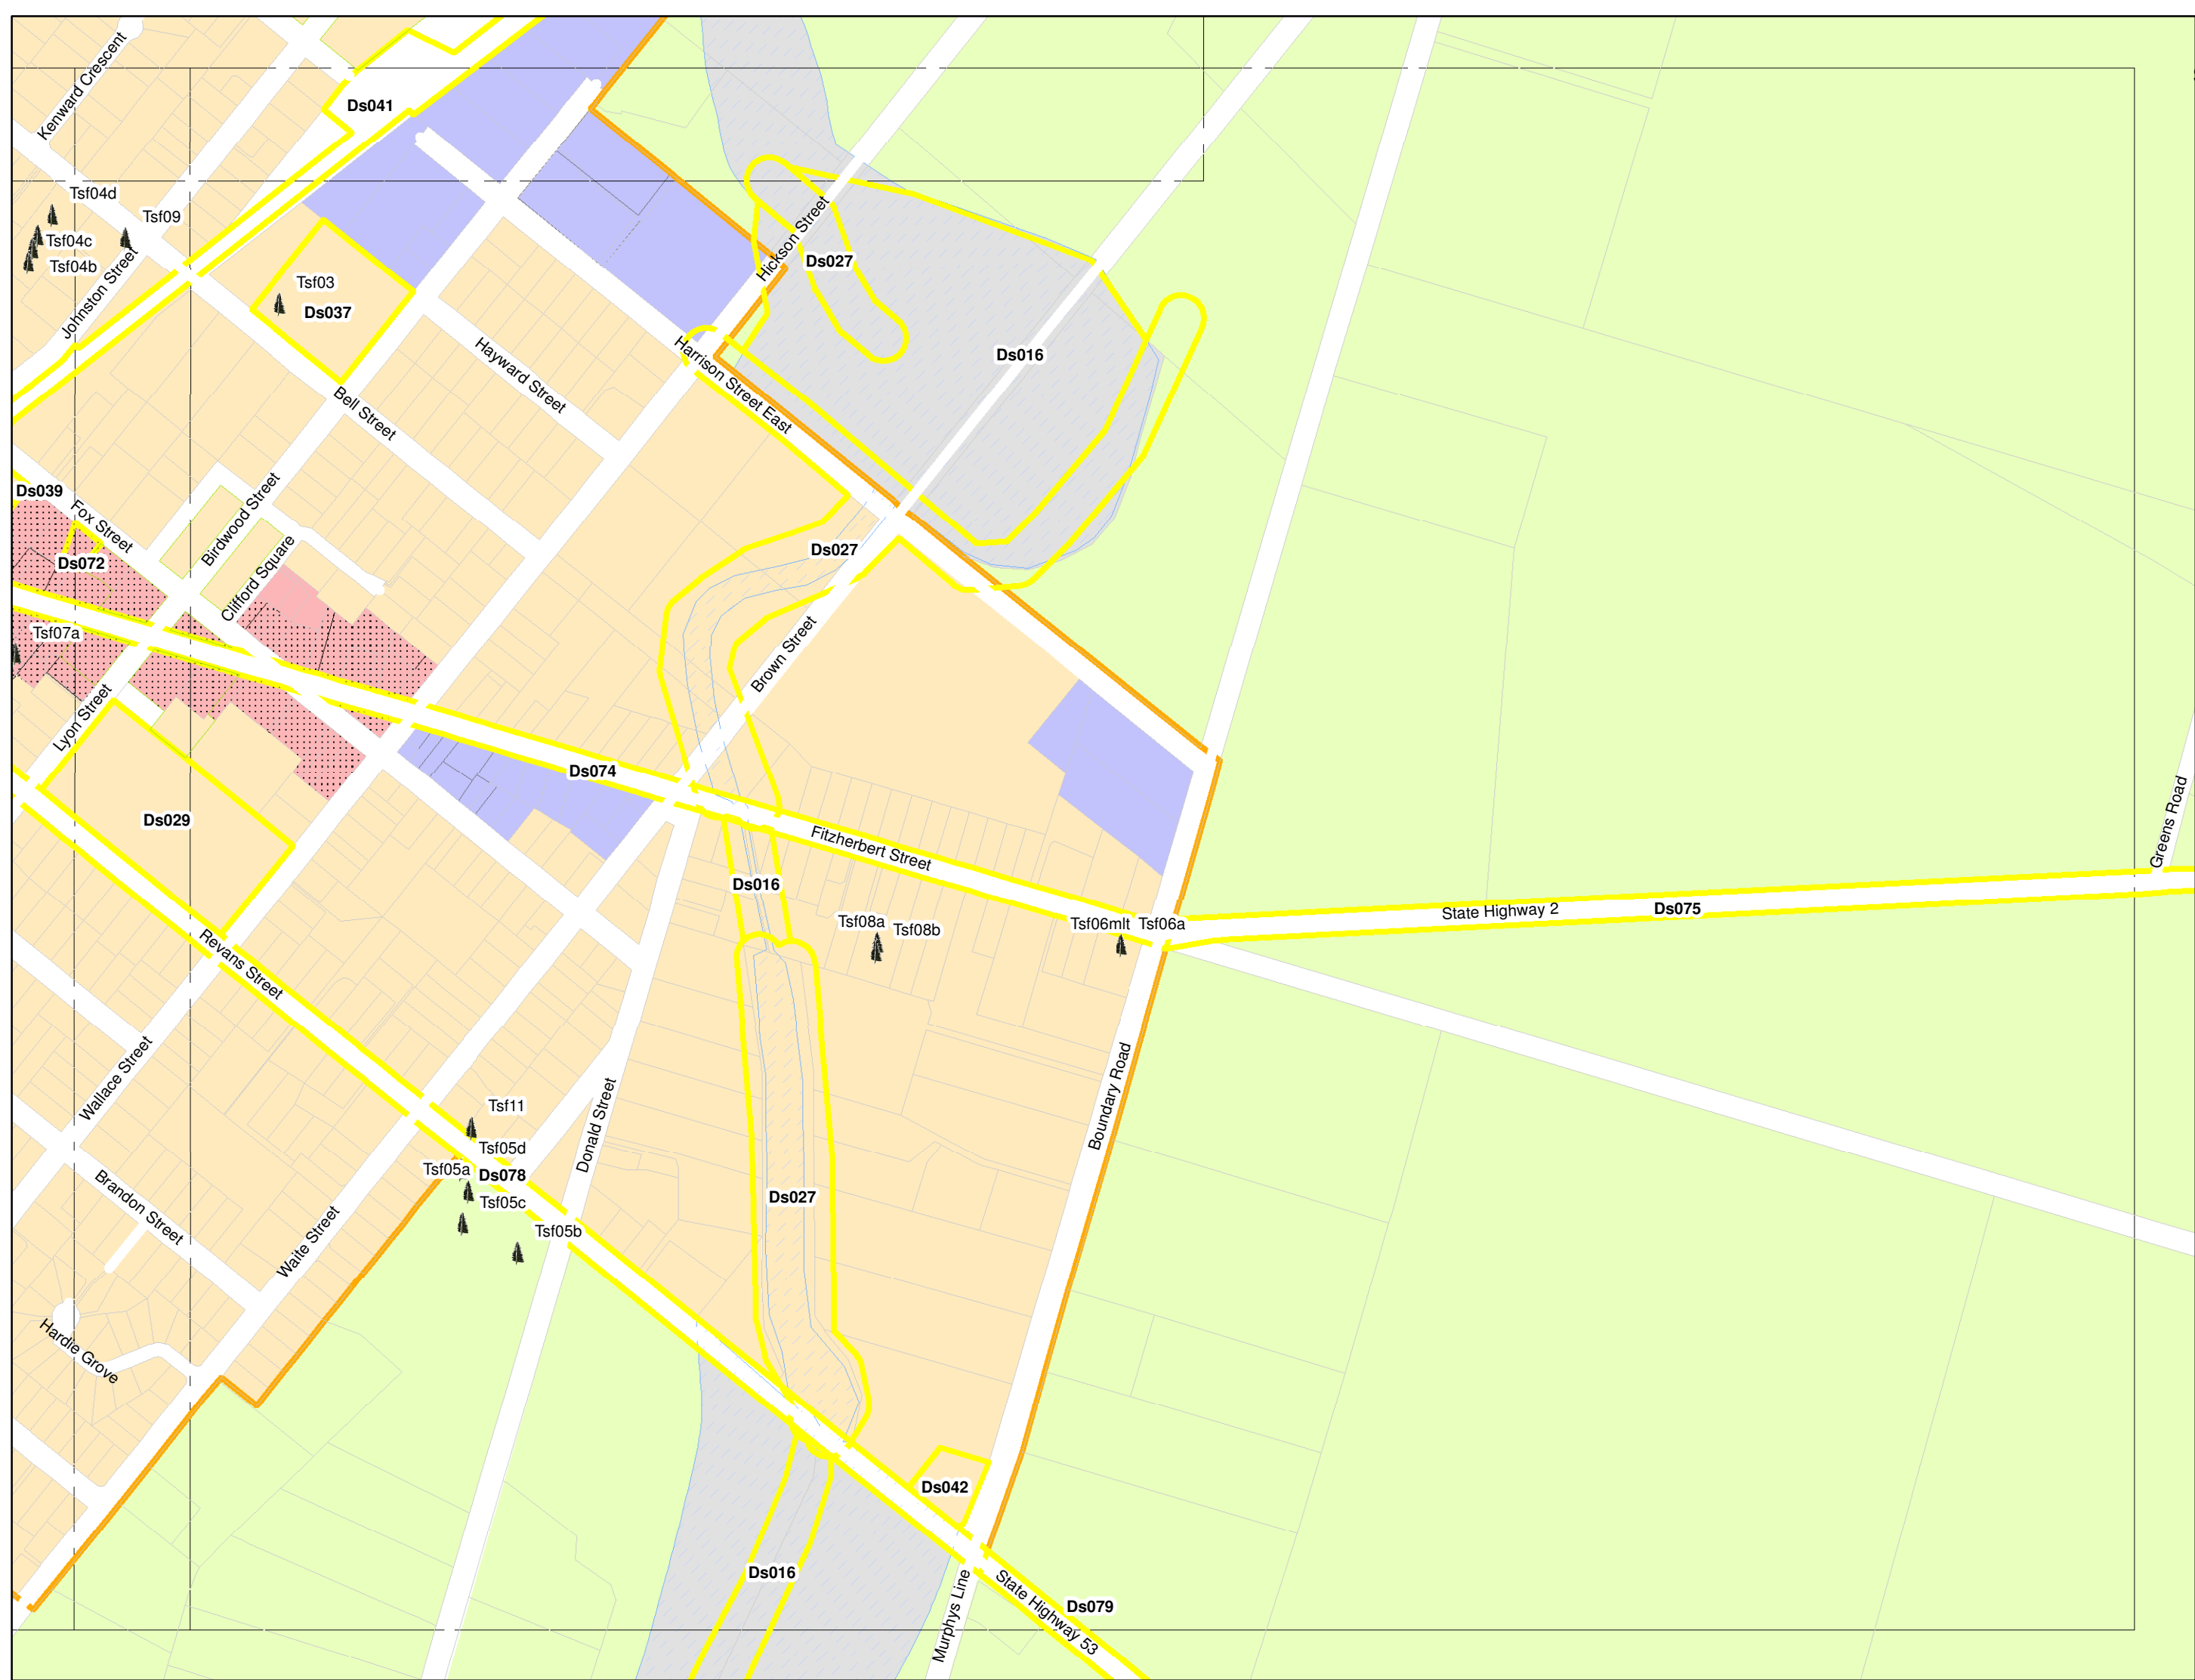 Kenward Crescent
Ds041
Tsf04d
Tsf09
Tsf04c
Tsf04b
Johnston Street
Tsf03
Ds037
Hickson Street
Ds027
Ds016
Hayward Street
Harrison Street East
Bell Street
Ds039
Fox Street
Birdwood Street
Clifford Square
Ds072
Ds027
Tsf07a
Lyon Street
Brown Street
Ds074
Ds029
Fitzherbert Street
Greens Road
Ds016
Tsf08a
Tsf08b
Tsf06mlt
Tsf06a
State Highway 2
Ds075
Revans Street
Wallace Street
Boundary Road
Donald Street
Tsf11
Tsf05d
Tsf05a
Ds078
Tsf05c
Tsf05b
Ds027
Brandon Street
Waite Street
Hardie Grove
Ds042
Ds016
Murphys Line
State Highway 53
Ds079